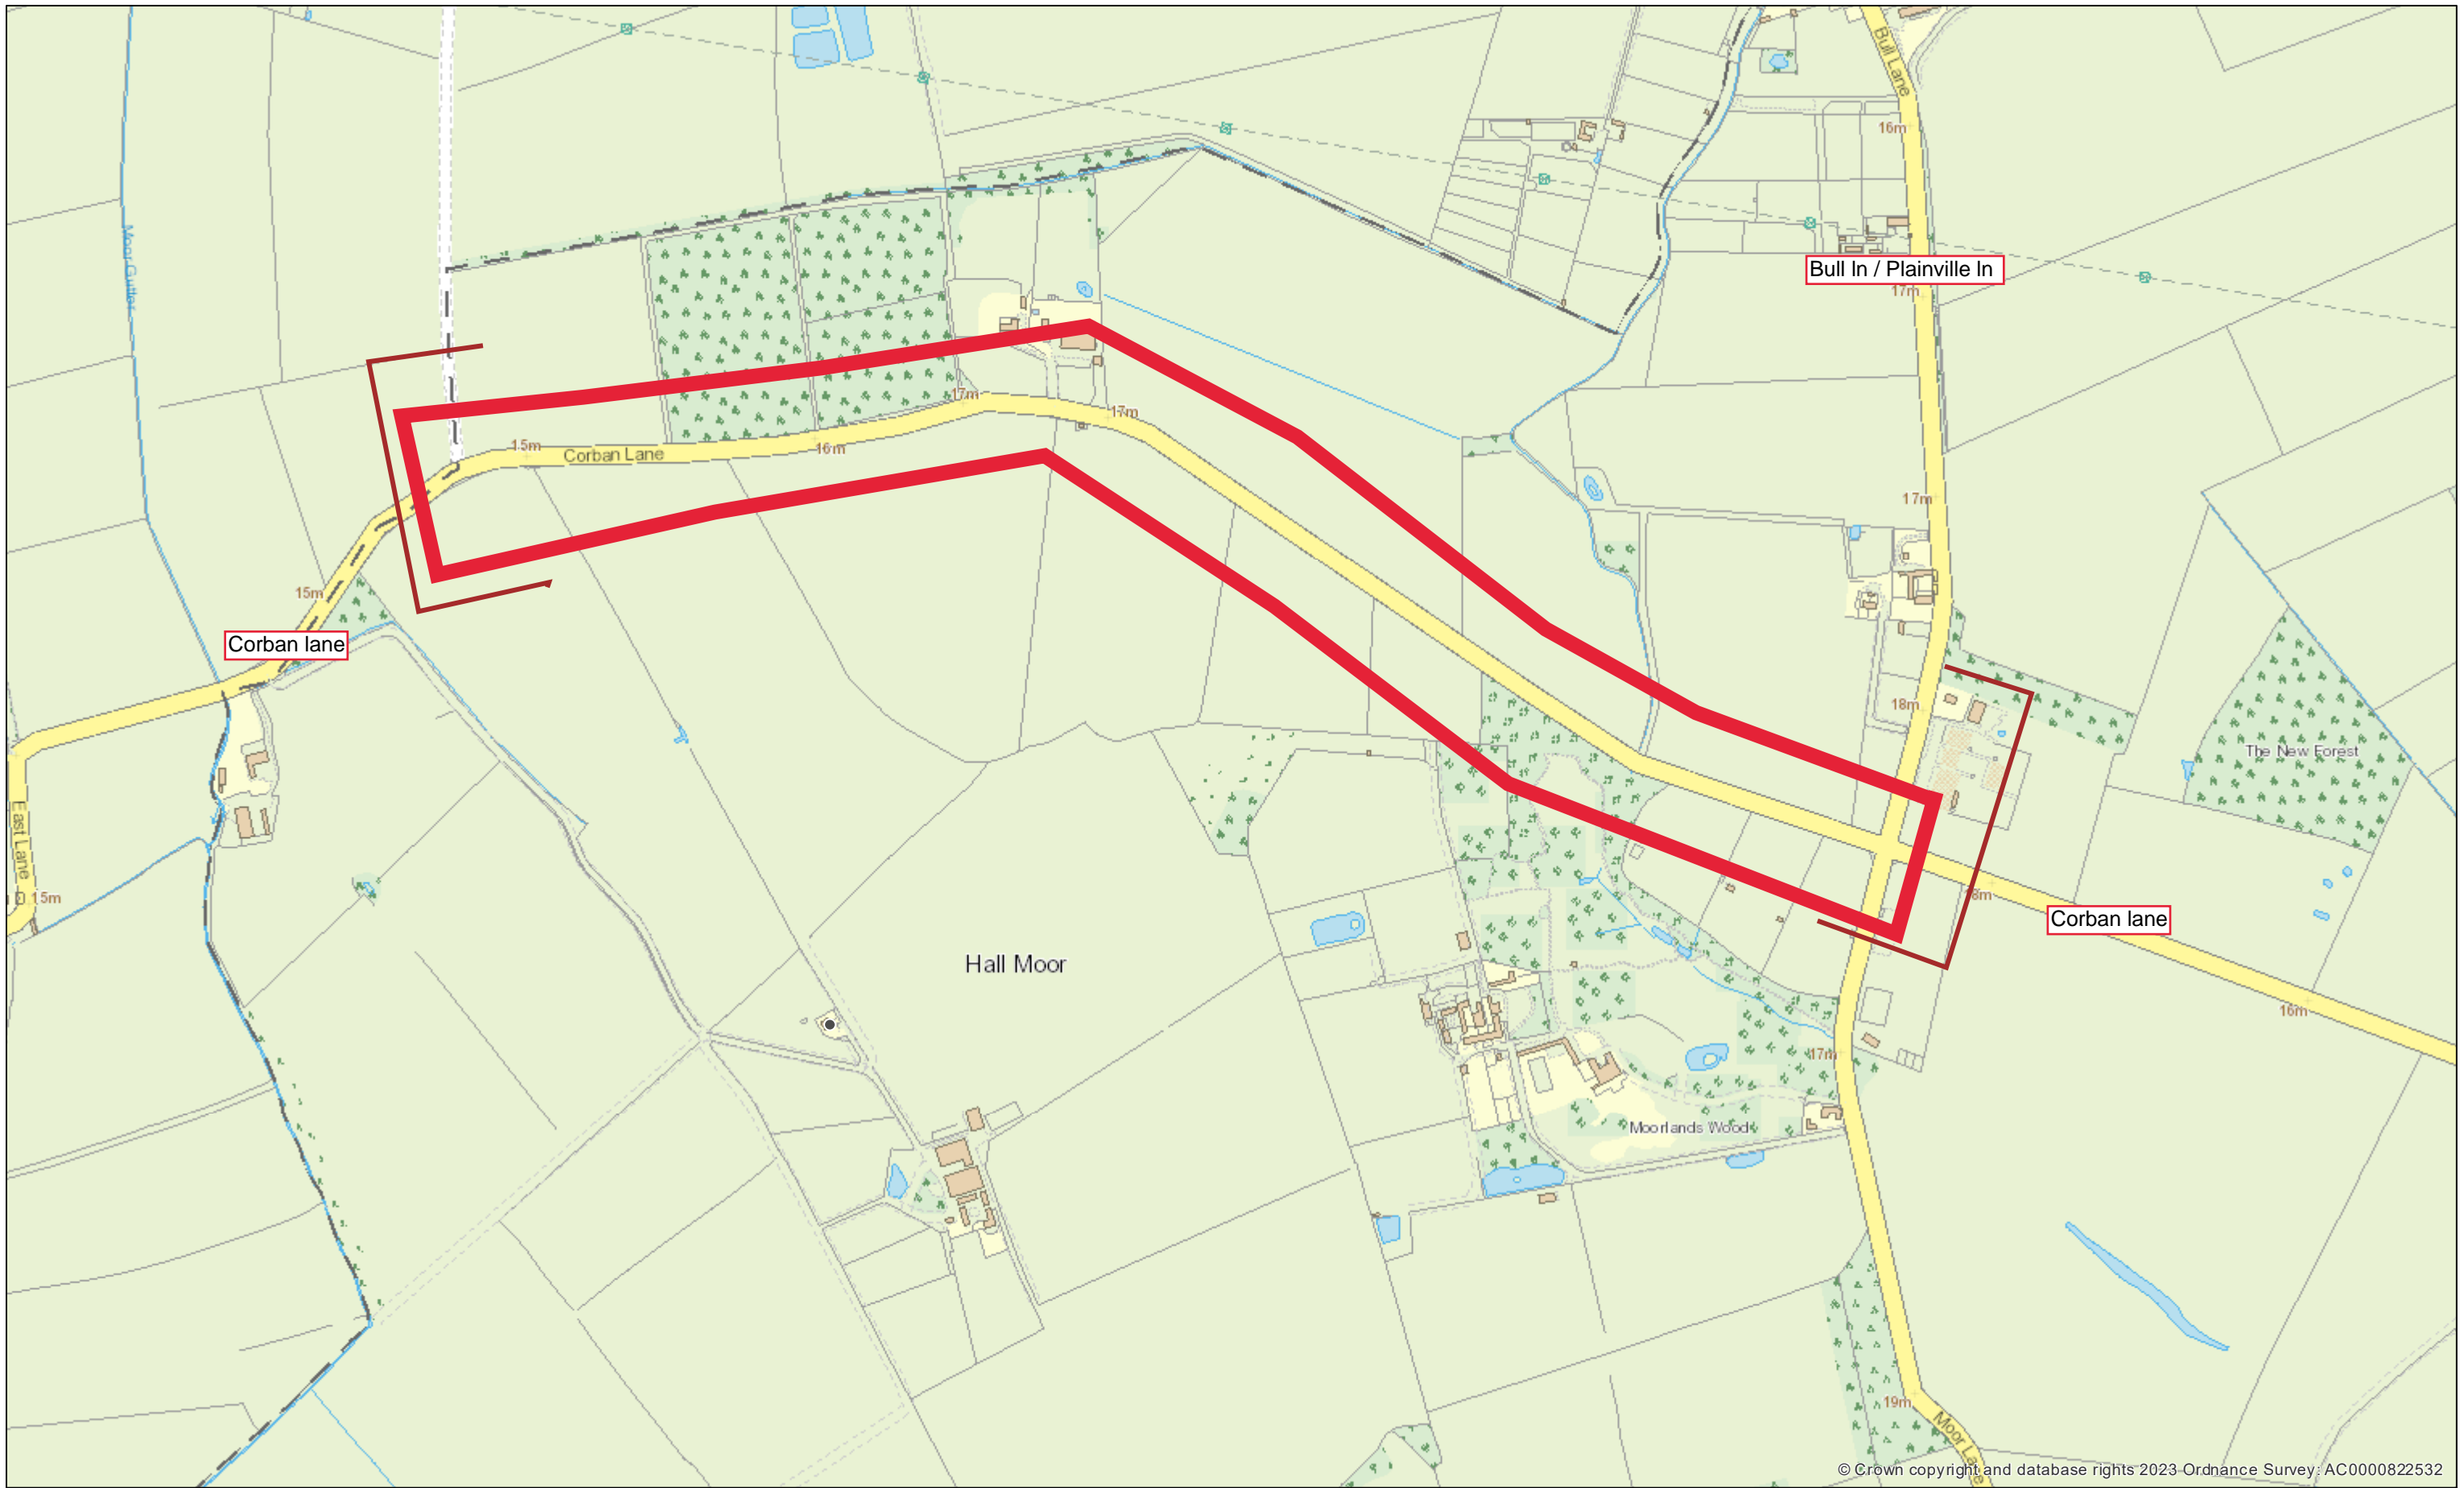 Bull Lane
16m
Moor Gutter
Bull ln / Plainville ln
17m
17m
17m
15m
Corban Lane
16m
17m
15m
Corban lane
18m
The New Forest
East Lane
15m
18m
Corban lane
Hall Moor
16m
17m
Moorlands Wood
19m
Moor Lane
© Crown copyright and database rights 2023 Ordnance Survey: AC0000822532